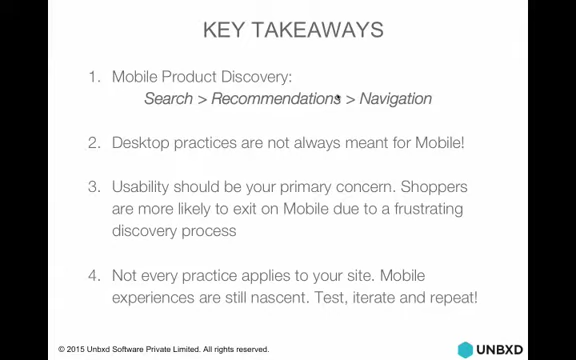 KEY TAKEAWAYS
1. Mobile Product Discovery:
Search > Recommendations > Navigation
2. Desktop practices are not always meant for Mobile!
3. Usability should be your primary concern. Shoppers
are more likely to exit on Mobile due to a frustrating
discovery process
4. Not every practice applies to your site. Mobile
experiences are still nascent. Test, iterate and repeat!
© 2015 Unbxd Software Private Limited. All rights reserved.
UNBXD